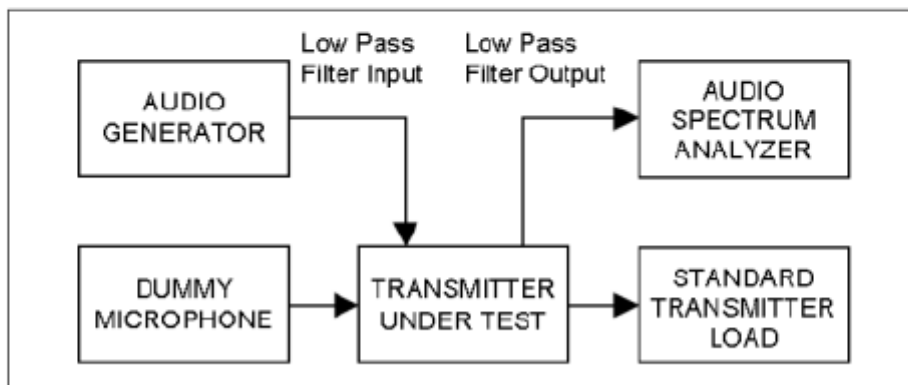 Low Pass
Filter Input
Low Pass
Filter Output
AUDIO
GENERATOR
AUDIO
SPECTRUM
ANALYZER
DUMMY
MICROPHONE
TRANSMITTER
UNDER TEST
STANDARD
TRANSMITTER
LOAD